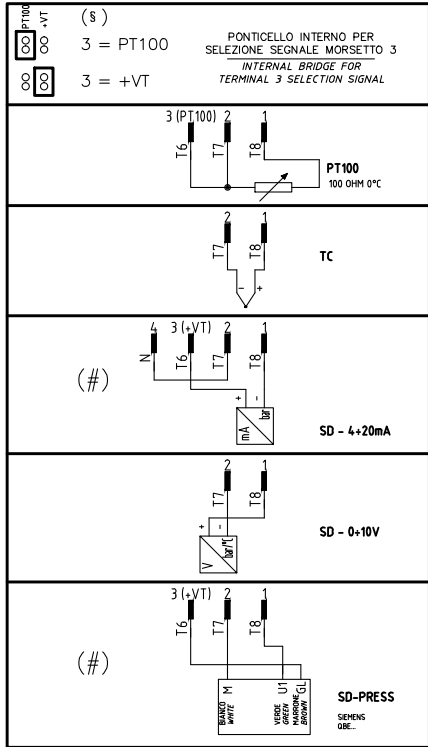 PT100
+VT
(§)
3 = PT100
3 = +VT
PONTICELLO INTERNO PER
SELEZIONE SEGNALE MORSETTO 3
INTERNAL BRIDGE FOR
TERMINAL 3 SELECTION SIGNAL
3 (PT100) 2 1
T6 T7 T8
PT100
100 OHM 0°C
2 1
T7 T8
TC
- +
4 3 (+VT) 2 1
N T6 T7 T8
(#)
+ -
mA bar
SD - 4÷20mA
2 1
T7 T8
+ -
V bar/°C
SD - 0÷10V
3 (+VT) 2 1
T6 T7 T8
(#)
M U1 GL
BIANCO
WHITE
VERDE
GREEN
MARRONE
BROWN
SD-PRESS
SIEMENS
QBE...